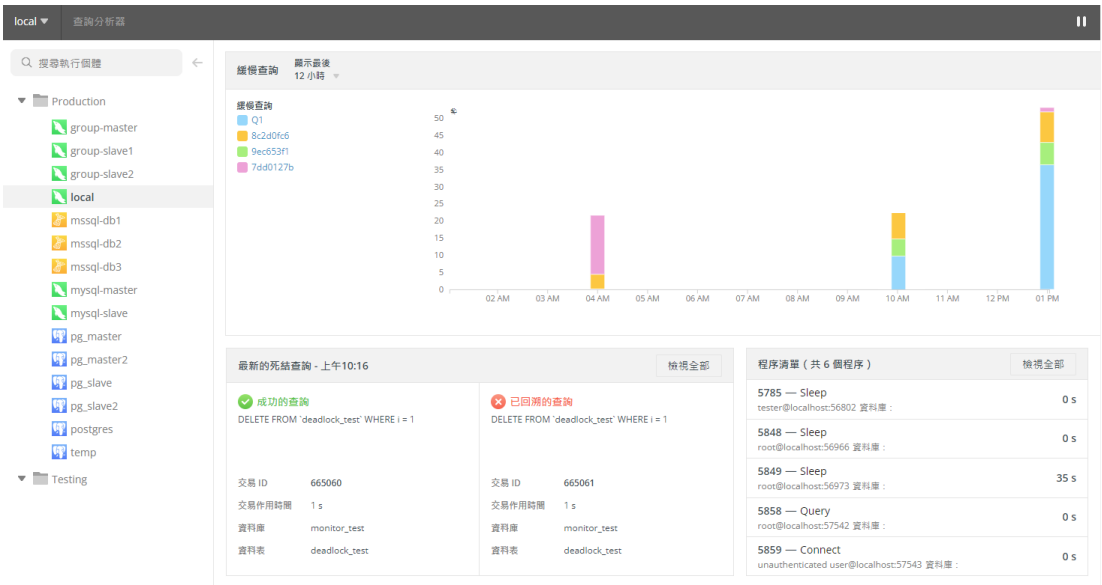 local
查詢分析器
搜尋執行個體
Production
group-master
group-slave1
group-slave2
local
mssql-db1
mssql-db2
mssql-db3
mysql-master
mysql-slave
pg_master
pg_master2
pg_slave
pg_slave2
postgres
temp
Testing
緩慢查詢
顯示最後
12 小時
緩慢查詢
Q1
8c2d0fc6
9ec653f1
7dd0127b
秒
50
45
40
35
30
25
20
15
10
5
0
02 AM 03 AM 04 AM 05 AM 06 AM 07 AM 08 AM 09 AM 10 AM 11 AM 12 PM 01 PM
最新的死結查詢 - 上午10:16
檢視全部
成功的查詢
DELETE FROM `deadlock_test` WHERE i = 1
交易 ID 665060
交易作用時間 1 s
資料庫 monitor_test
資料表 deadlock_test
已回溯的查詢
DELETE FROM `deadlock_test` WHERE i = 1
交易 ID 665061
交易作用時間 1 s
資料庫 monitor_test
資料表 deadlock_test
程序清單 ( 共 6 個程序 )
檢視全部
5785 — Sleep 0 s
tester@localhost:56802 資料庫 :
5848 — Sleep 0 s
root@localhost:56966 資料庫 :
5849 — Sleep 35 s
root@localhost:56973 資料庫 :
5858 — Query 0 s
root@localhost:57542 資料庫 :
5859 — Connect 0 s
unauthenticated user@localhost:57543 資料庫 :